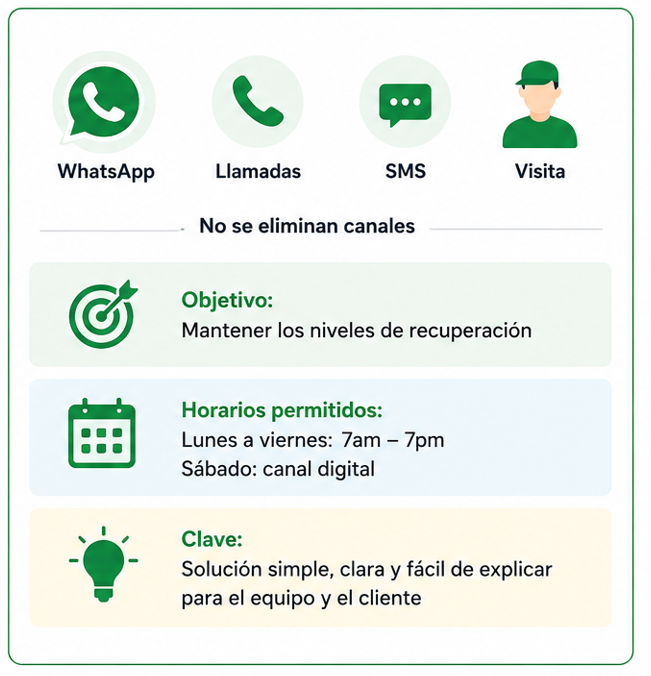 WhatsApp
Llamadas
SMS
Visita
No se eliminan canales
Objetivo:
Mantener los niveles de recuperación
Horarios permitidos:
Lunes a viernes: 7am – 7pm
Sábado: canal digital
Clave:
Solución simple, clara y fácil de explicar
para el equipo y el cliente